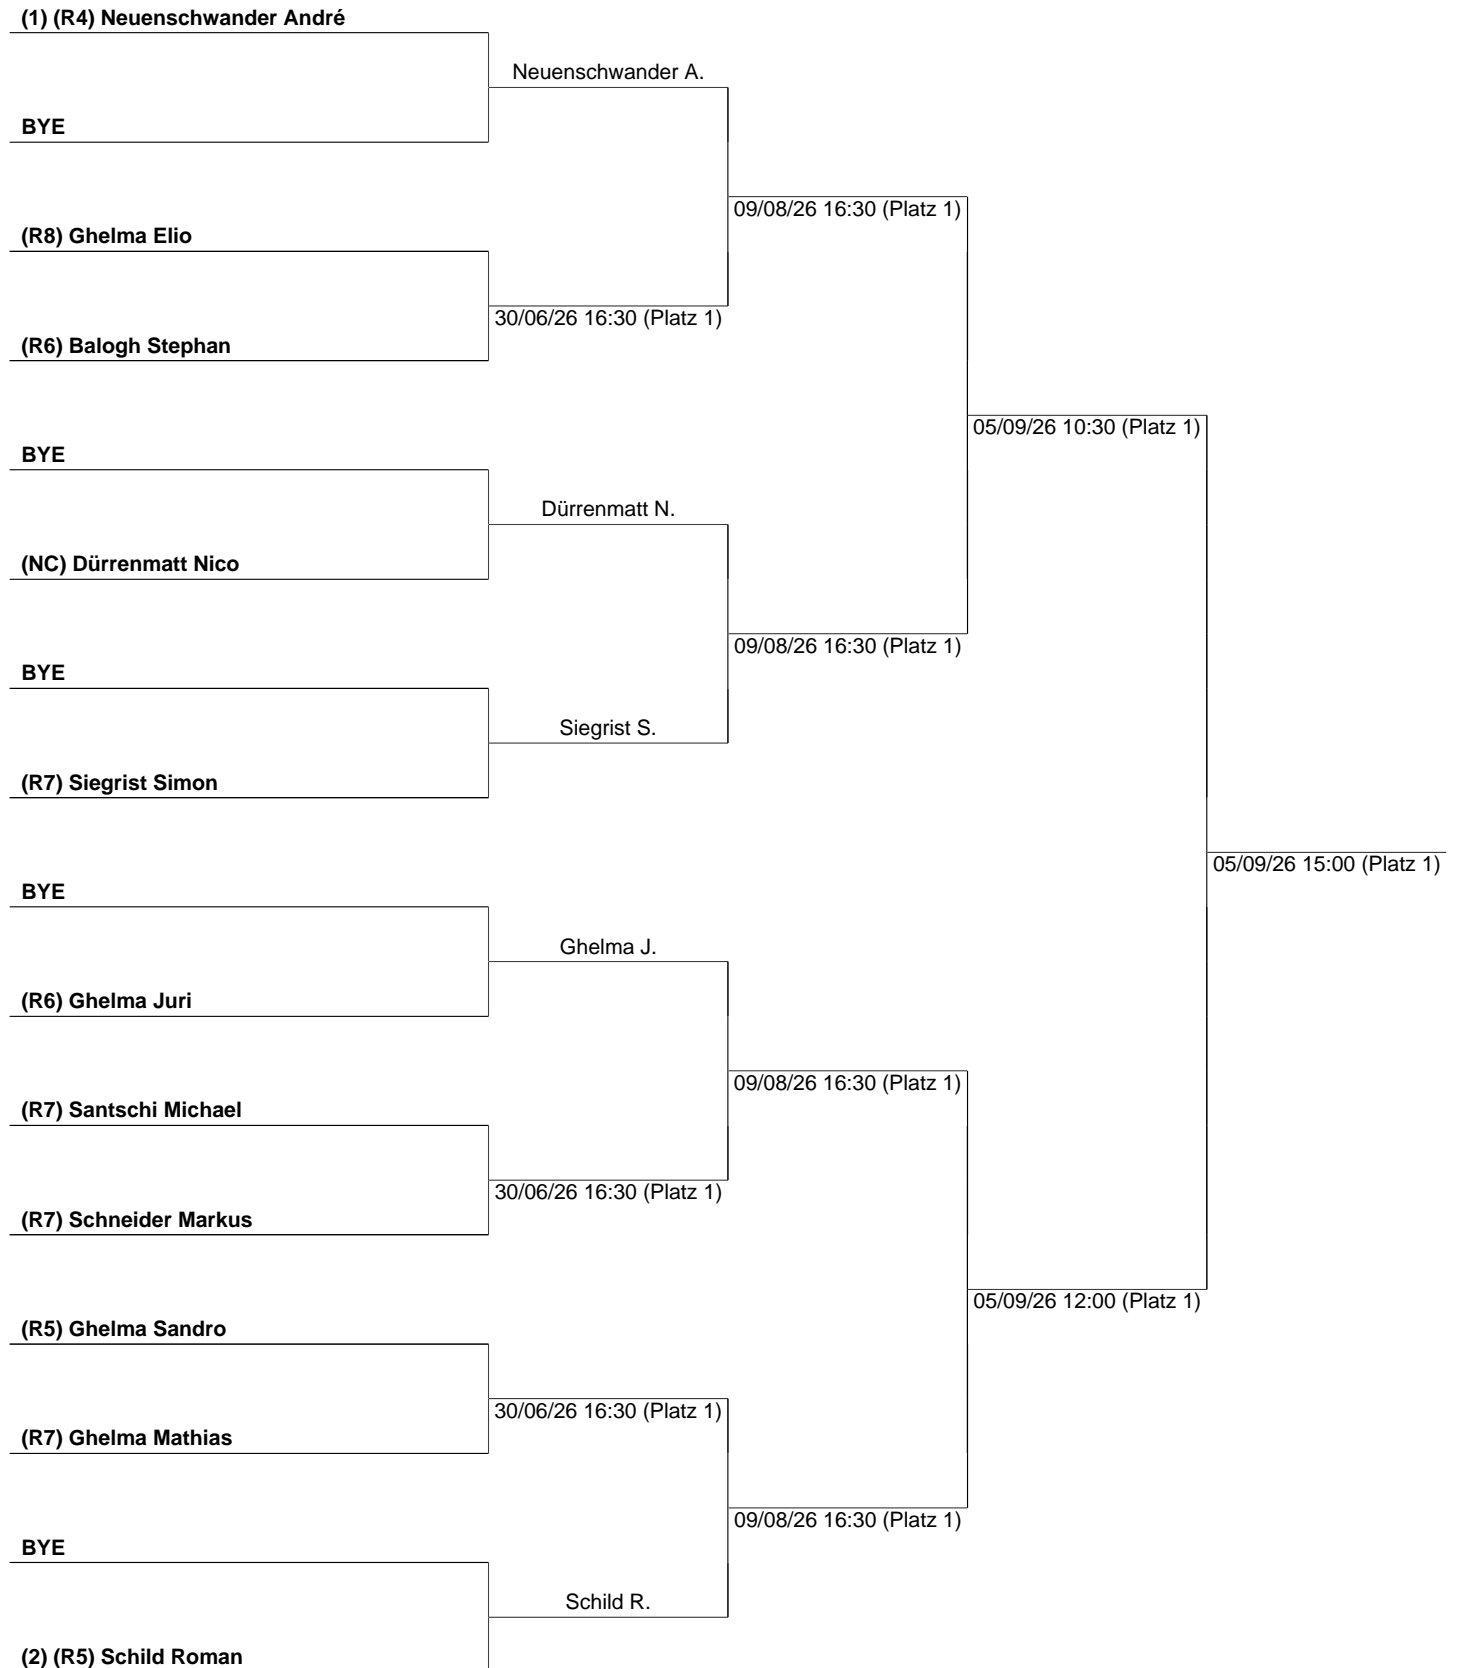 (1) (R4) Neuenschwander André
Neuenschwander A.
BYE
09/08/26 16:30 (Platz 1)
(R8) Ghelma Elio
30/06/26 16:30 (Platz 1)
(R6) Balogh Stephan
05/09/26 10:30 (Platz 1)
BYE
Dürrenmatt N.
(NC) Dürrenmatt Nico
09/08/26 16:30 (Platz 1)
BYE
Siegrist S.
(R7) Siegrist Simon
05/09/26 15:00 (Platz 1)
BYE
Ghelma J.
(R6) Ghelma Juri
09/08/26 16:30 (Platz 1)
(R7) Santschi Michael
30/06/26 16:30 (Platz 1)
(R7) Schneider Markus
05/09/26 12:00 (Platz 1)
(R5) Ghelma Sandro
30/06/26 16:30 (Platz 1)
(R7) Ghelma Mathias
09/08/26 16:30 (Platz 1)
BYE
Schild R.
(2) (R5) Schild Roman